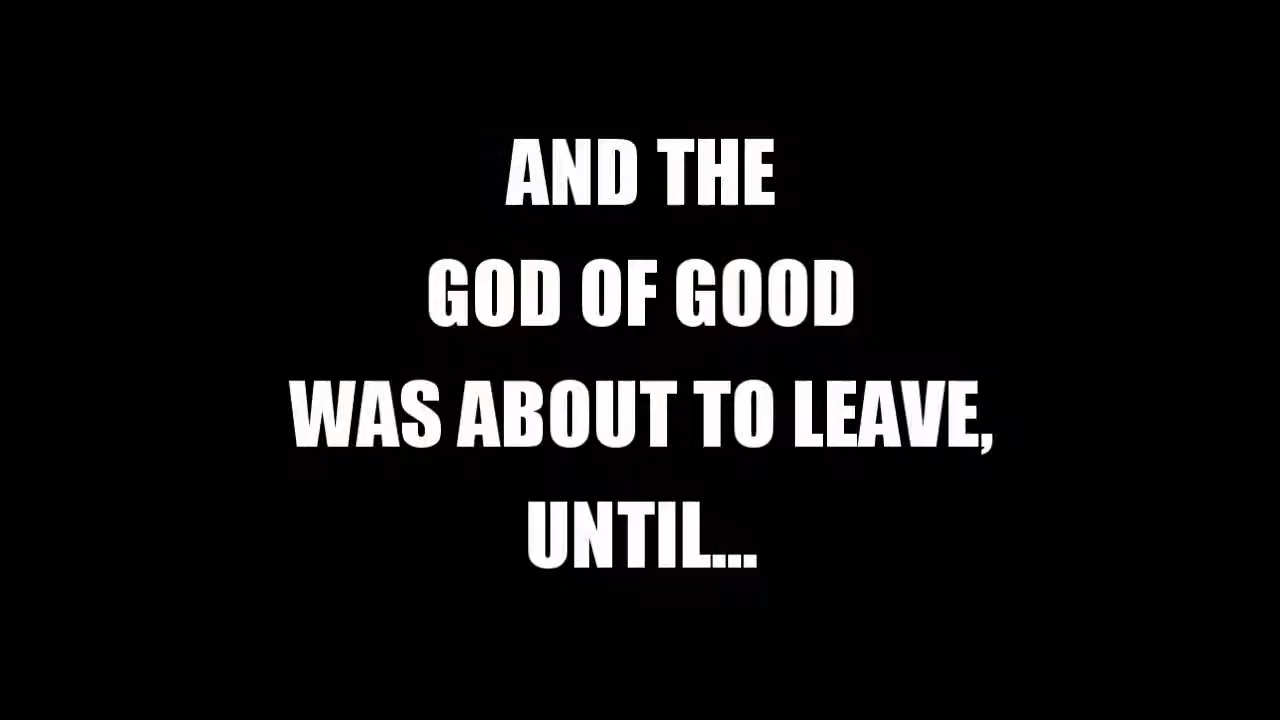 AND THE
GOD OF GOOD
WAS ABOUT TO LEAVE,
UNTIL...